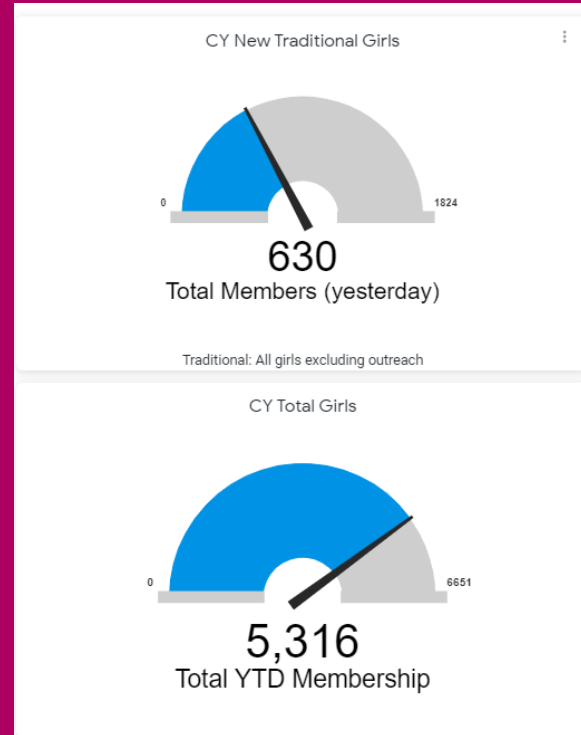 CY New Traditional Girls
0
1824
630
Total Members (yesterday)
Traditional: All girls excluding outreach
CY Total Girls
0
6651
5,316
Total YTD Membership